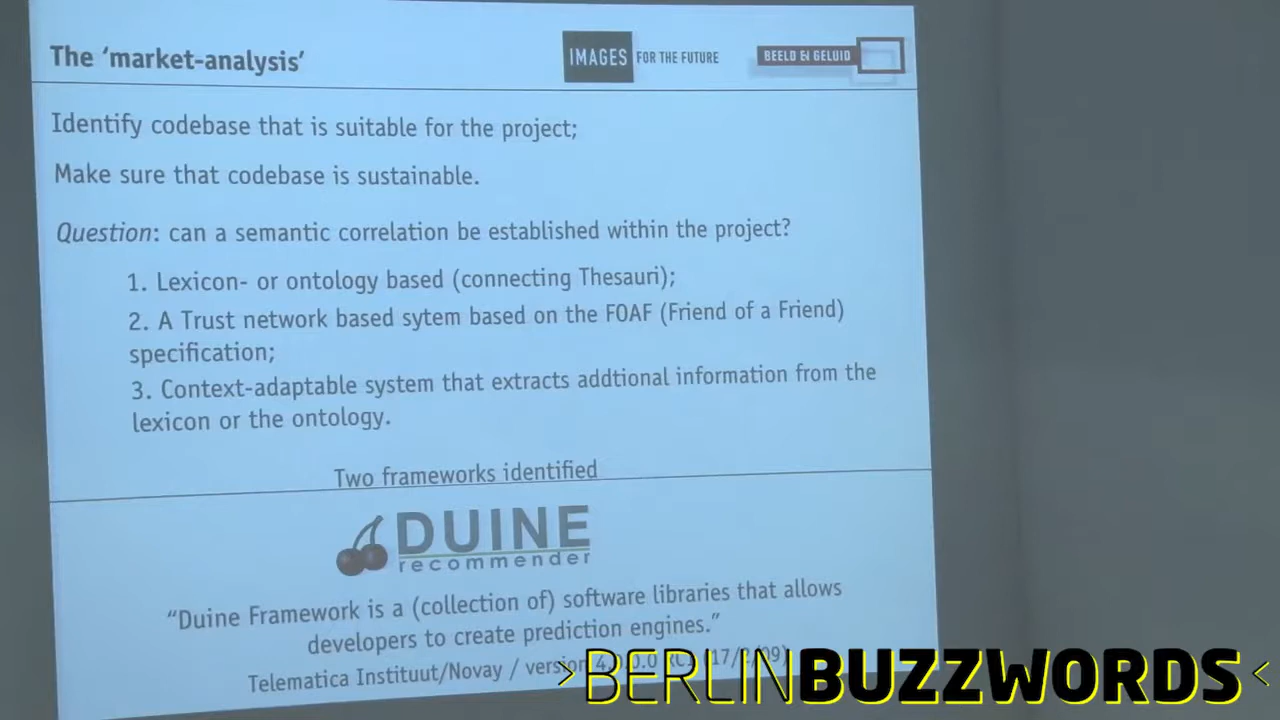 The ‘market-analysis’
IMAGES FOR THE FUTURE
BEELD & GELUID
Identify codebase that is suitable for the project;
Make sure that codebase is sustainable.
Question: can a semantic correlation be established within the project?
1. Lexicon- or ontology based (connecting Thesauri);
2. A Trust network based sytem based on the FOAF (Friend of a Friend)
specification;
3. Context-adaptable system that extracts addtional information from the
lexicon or the ontology.
Two frameworks identified
DUINE
recommender
“Duine Framework is a (collection of) software libraries that allows
developers to create prediction engines.”
Telematica Instituut/Novay / version
>BERLINBUZZWORDS<